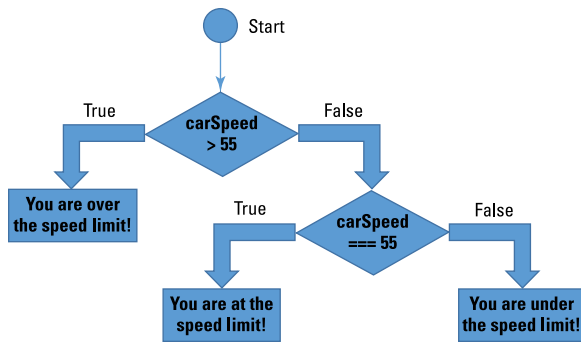 Start
True
False
carSpeed
> 55
You are over
the speed limit!
True
False
carSpeed
=== 55
You are at the
speed limit!
You are under
the speed limit!